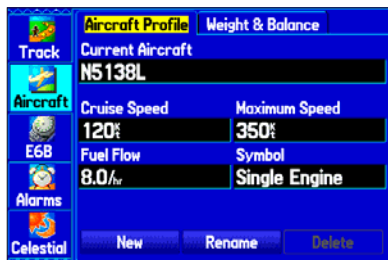 Aircraft Profile Weight & Balance
Track
Current Aircraft
N5138L
Aircraft
Cruise Speed Maximum Speed
120kt 350kt
E6B
Fuel Flow Symbol
8.0/hr Single Engine
Alarms
Celestial
New Rename Delete